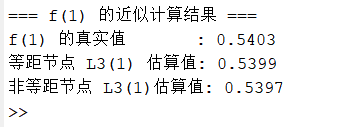 === f(1) 的近似计算结果 ===
f(1) 的真实值       : 0.5403
等距节点 L3(1) 估算值: 0.5399
非等距节点 L3(1)估算值: 0.5397
>>